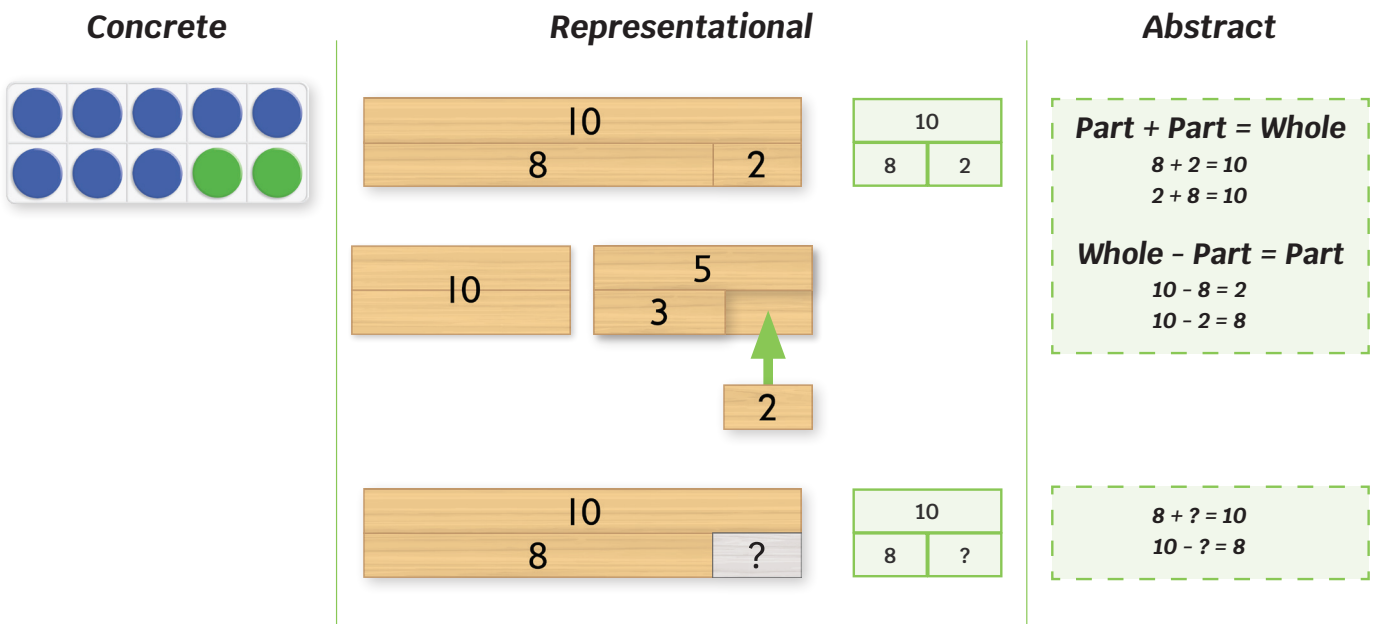 Concrete
Representational
Abstract
10
8 2
10
8 2
Part + Part = Whole
8 + 2 = 10
2 + 8 = 10
Whole - Part = Part
10 - 8 = 2
10 - 2 = 8
10
5
3
2
10
8 ?
10
8 ?
8 + ? = 10
10 - ? = 8